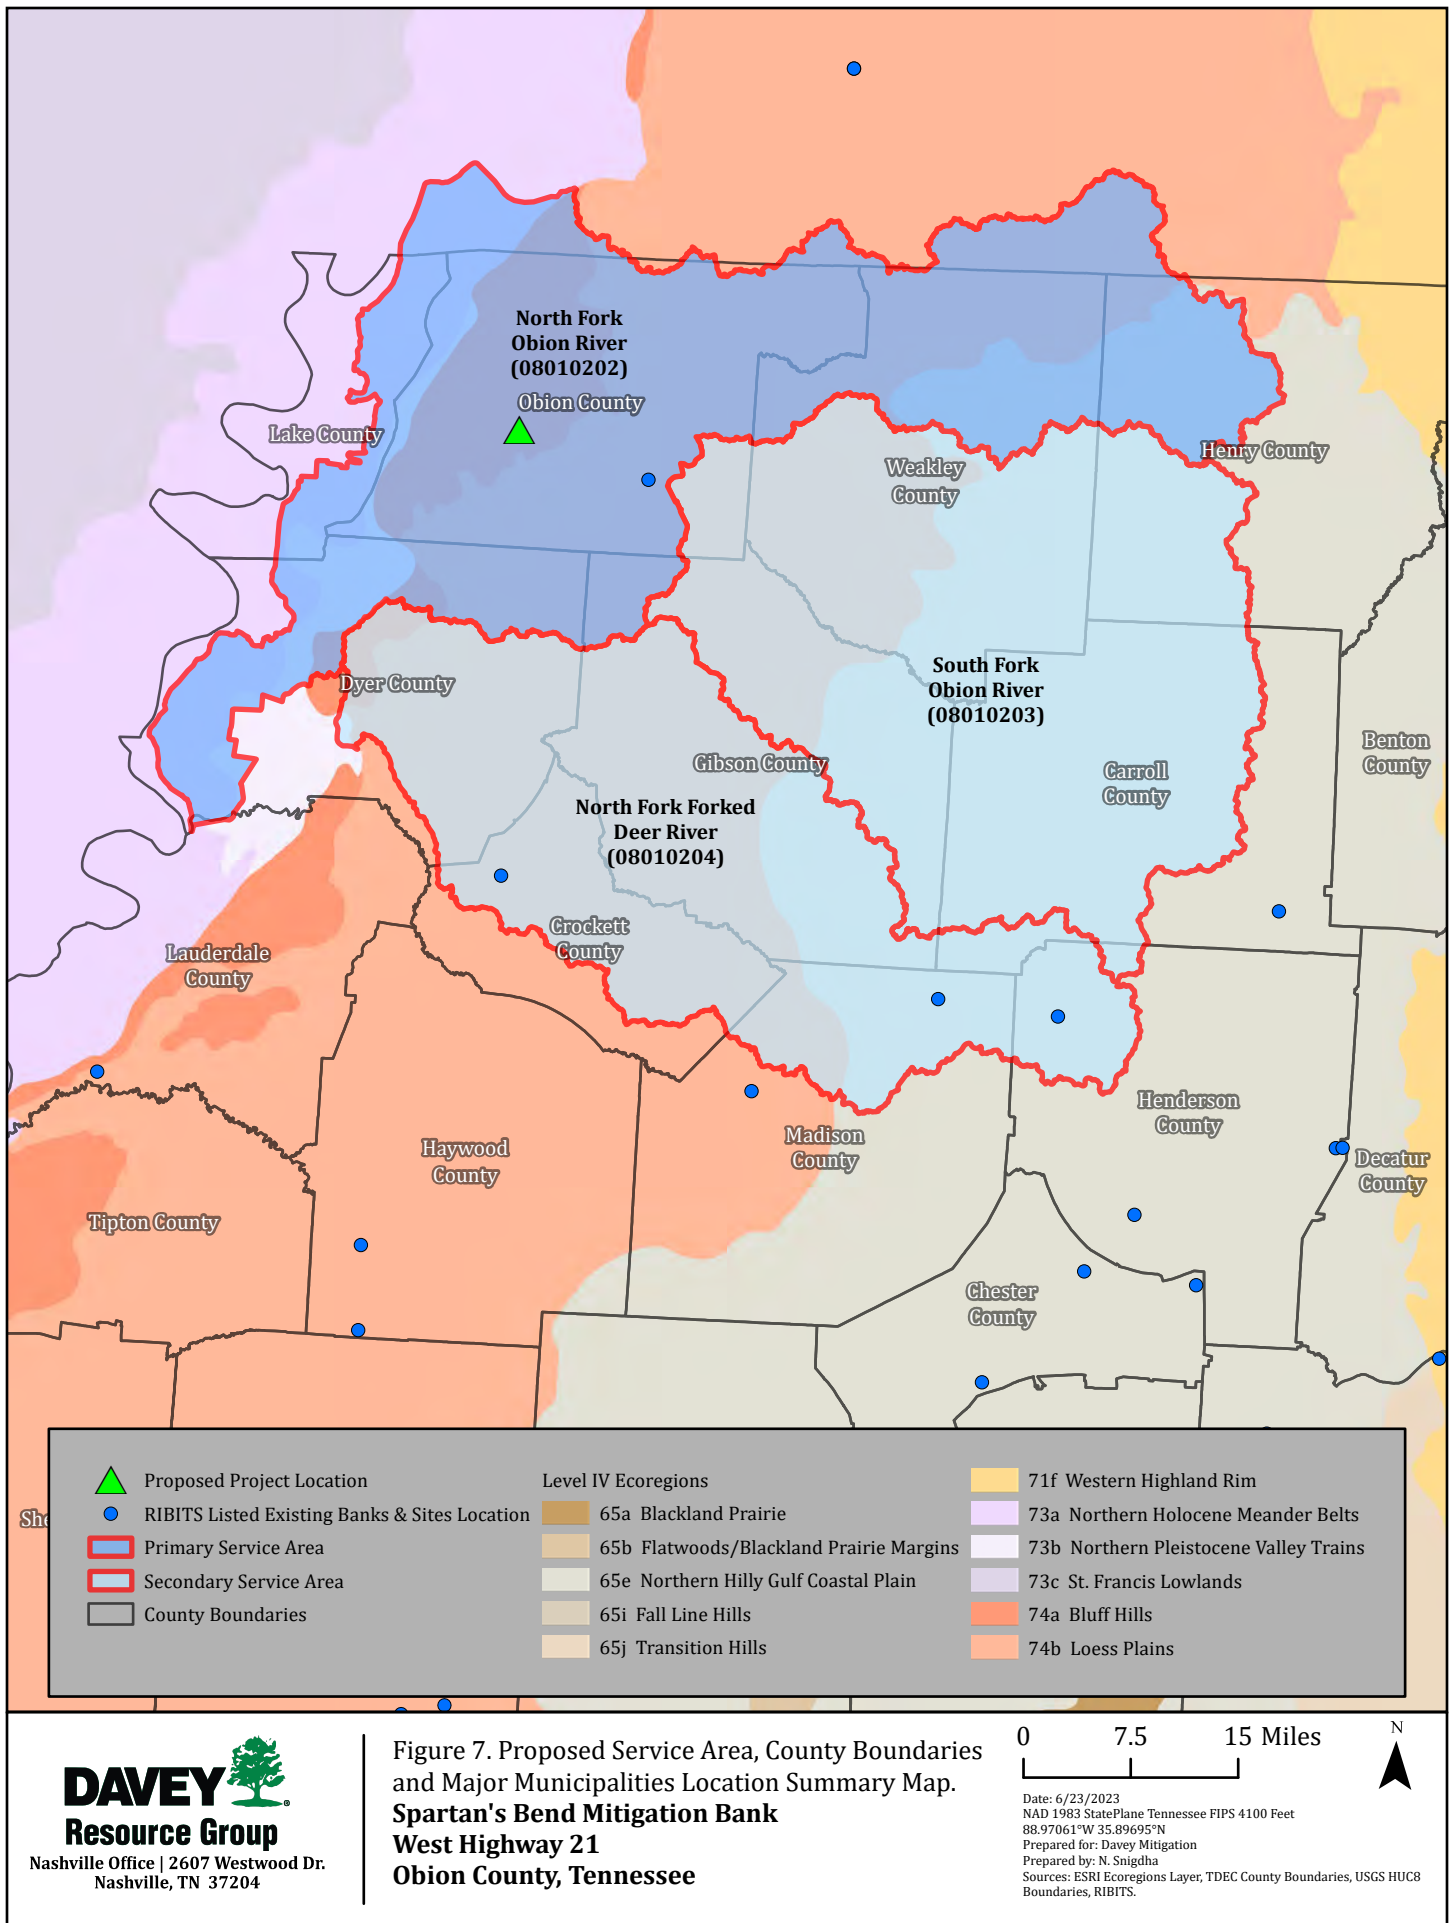 North Fork
Obion River
(08010202)
Obion County
Lake County
Weakley
County
Henry County
Dyer County
South Fork
Obion River
(08010203)
Gibson County
Benton
County
Carroll
County
North Fork Forked
Deer River
(08010204)
Crockett
County
Lauderdale
County
Henderson
County
Madison
County
Haywood
County
Decatur
County
Tipton County
Chester
County
She
Proposed Project Location
RIBITS Listed Existing Banks & Sites Location
Primary Service Area
Secondary Service Area
County Boundaries
Level IV Ecoregions
65a Blackland Prairie
65b Flatwoods/Blackland Prairie Margins
65e Northern Hilly Gulf Coastal Plain
65i Fall Line Hills
65j Transition Hills
71f Western Highland Rim
73a Northern Holocene Meander Belts
73b Northern Pleistocene Valley Trains
73c St. Francis Lowlands
74a Bluff Hills
74b Loess Plains
DAVEY
Resource Group
Nashville Office | 2607 Westwood Dr.
Nashville, TN 37204
Figure 7. Proposed Service Area, County Boundaries
and Major Municipalities Location Summary Map.
Spartan's Bend Mitigation Bank
West Highway 21
Obion County, Tennessee
0 7.5 15 Miles
N
Date: 6/23/2023
NAD 1983 StatePlane Tennessee FIPS 4100 Feet
88.97061°W 35.89695°N
Prepared for: Davey Mitigation
Prepared by: N. Snigdha
Sources: ESRI Ecoregions Layer, TDEC County Boundaries, USGS HUC8
Boundaries, RIBITS.